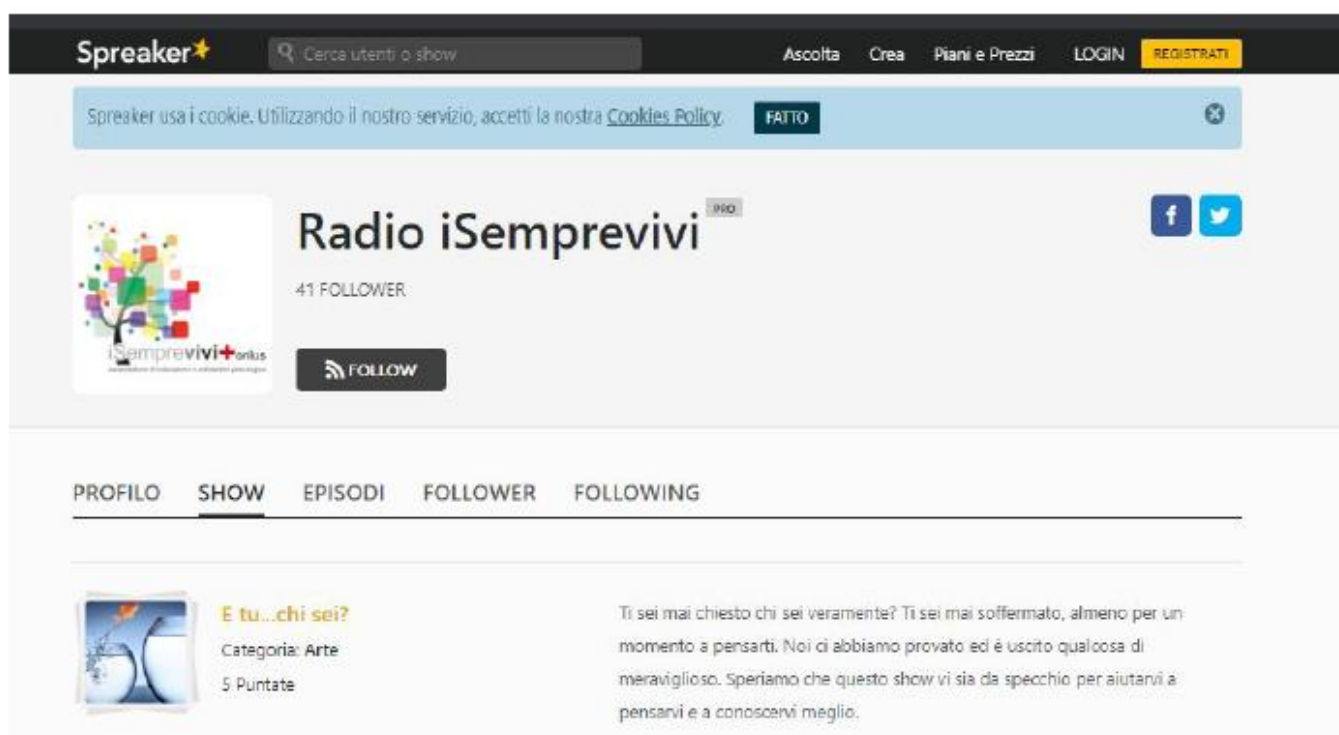 Spreaker
Cerca utenti o show
Ascolta Crea Piani e Prezzi LOGIN REGISTRATI
Spreaker usa i cookie. Utilizzando il nostro servizio, accetti la nostra Cookies Policy. FATTO
Radio iSemprevivi PRO
41 FOLLOWER
iSemprevivi+onlus
FOLLOW
PROFILO SHOW EPISODI FOLLOWER FOLLOWING
E tu...chi sei?
Categoria: Arte
5 Puntate
Ti sei mai chiesto chi sei veramente? Ti sei mai soffermato, almeno per un
momento a pensarti. Noi ci abbiamo provato ed è uscito qualcosa di
meraviglioso. Speriamo che questo show vi sia da specchio per aiutarvi a
pensarvi e a conoscervi meglio.